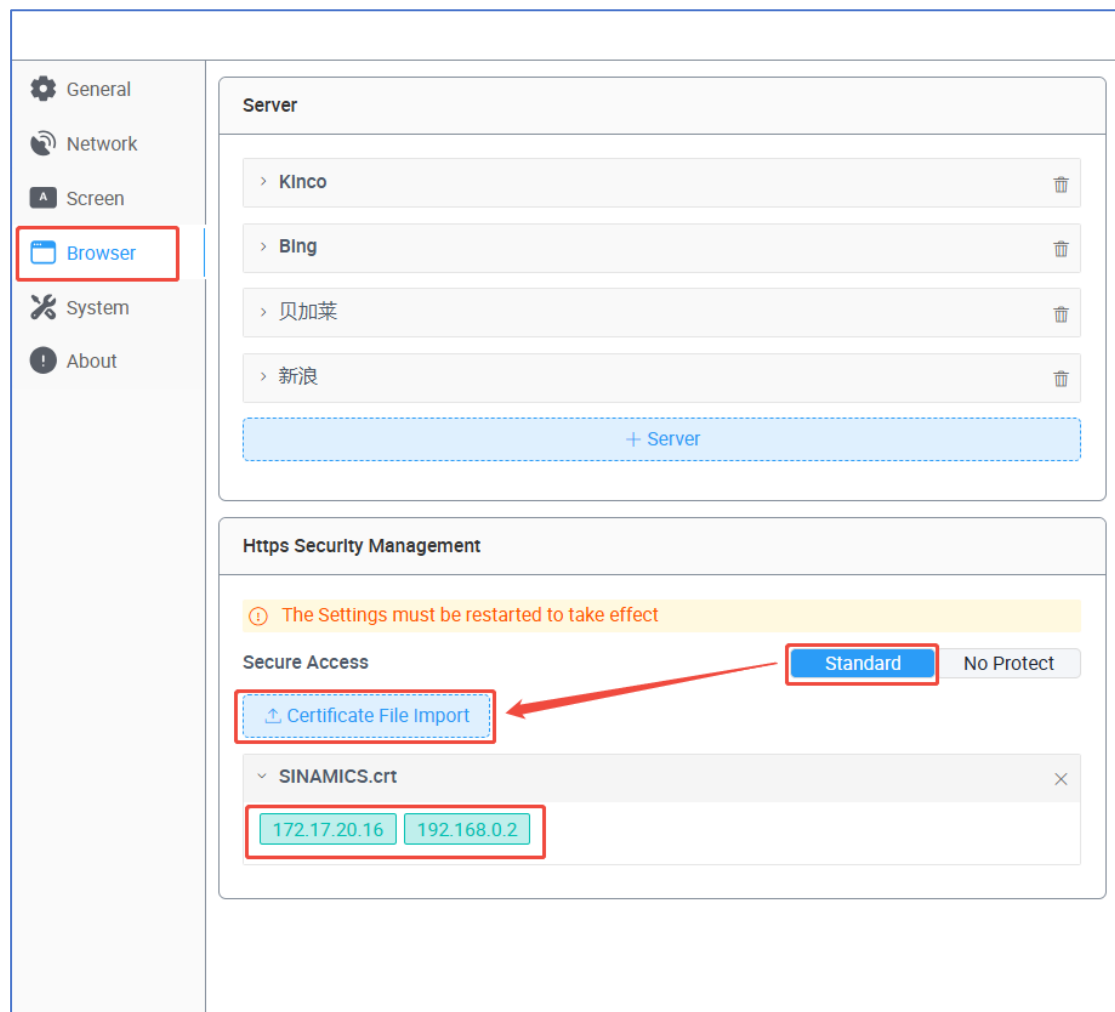 General
Network
A Screen
Browser
System
About
Server
Kinco
Bing
贝加莱
新浪
+ Server
Https Security Management
The Settings must be restarted to take effect
Secure Access
Standard
No Protect
Certificate File Import
SINAMICS.crt
172.17.20.16
192.168.0.2